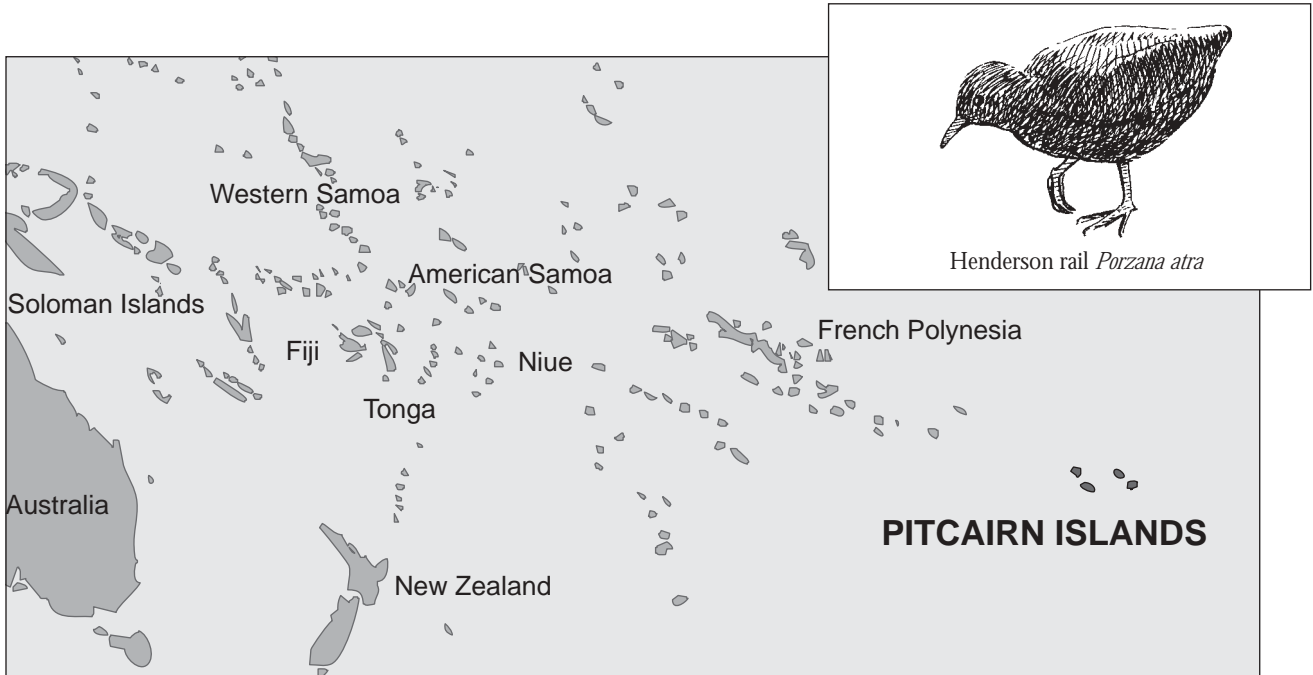 Henderson rail Porzana atra
Western Samoa
American Samoa
Soloman Islands
French Polynesia
Fiji
Niue
Tonga
Australia
PITCAIRN ISLANDS
New Zealand